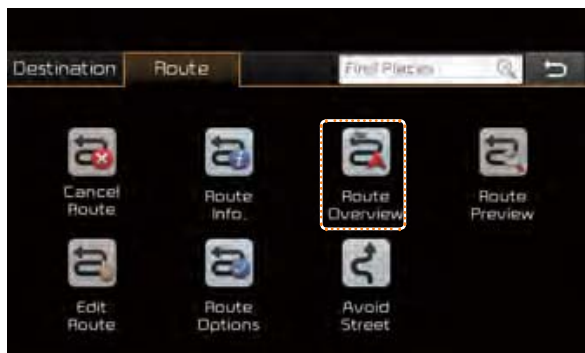 Destination Route Find Places
Cancel Route Route Route
Route Info. Overview Preview
Edit Route Avoid
Route Options Street